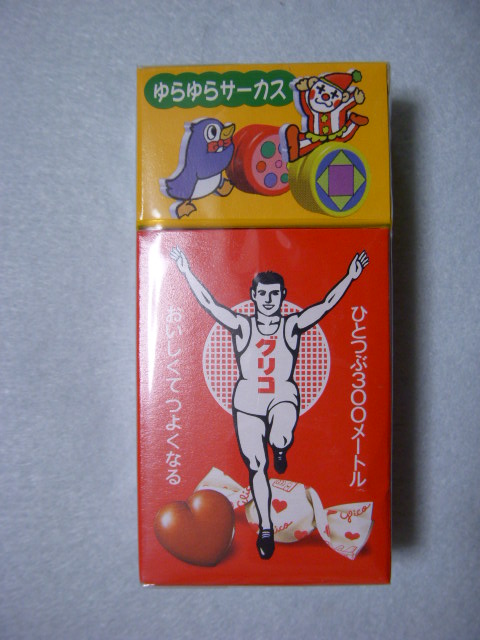 ゆらゆらサーカス
ひとつぶ300メートル
グリコ
おいしくてつよくなる
Glico